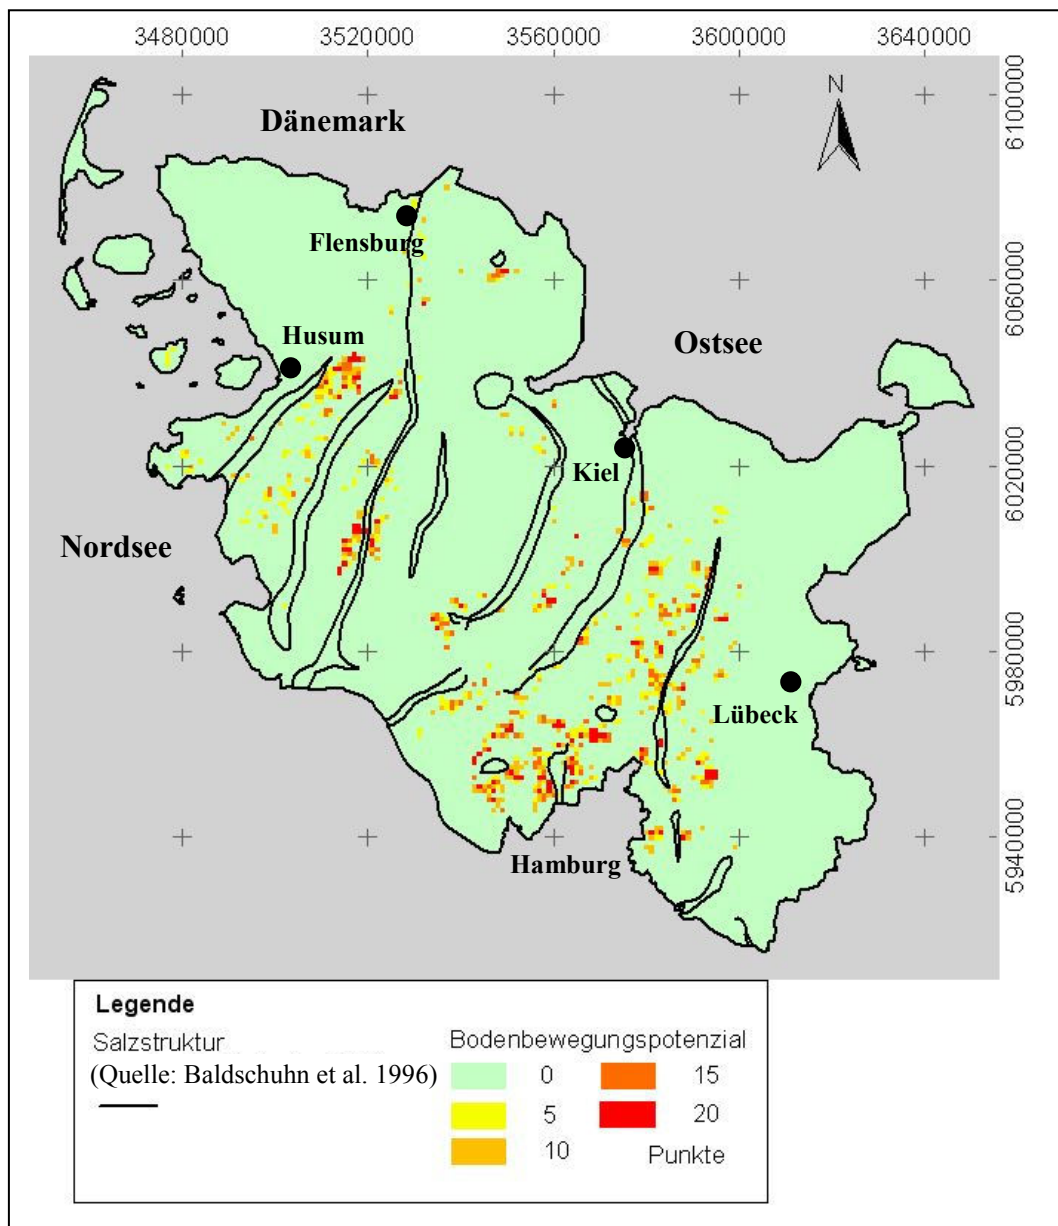 3480000 3520000 3560000 3600000 3640000
N
6100000
Dänemark
Flensburg
6060000
Husum
Ostsee
Kiel
6020000
Nordsee
5980000
Lübeck
5940000
Hamburg
Legende
Salzstruktur
(Quelle: Baldschuhn et al. 1996)
Bodenbewegungspotenzial
0 15
5 20
10 Punkte